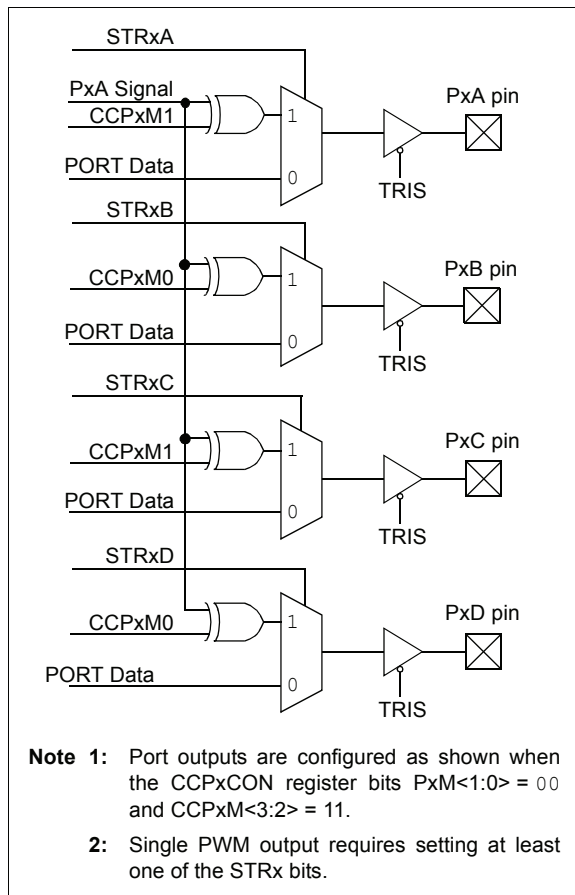 STRxA
PxA Signal
CCPxM1
1
PORT Data
0
TRIS
PxA pin
STRxB
CCPxM0
1
PORT Data
0
TRIS
PxB pin
STRxC
CCPxM1
1
PORT Data
0
TRIS
PxC pin
STRxD
CCPxM0
1
PORT Data
0
TRIS
PxD pin
Note 1: Port outputs are configured as shown when
the CCPxCON register bits PxM<1:0> = 00
and CCPxM<3:2> = 11.
2: Single PWM output requires setting at least
one of the STRx bits.